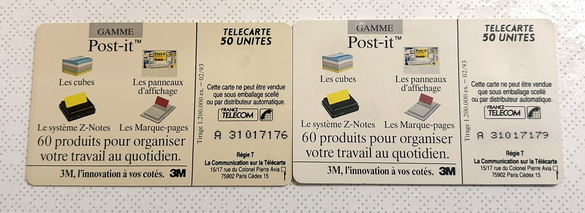 GAMME
Post-it™
Les cubes
Les panneaux
d'affichage
Le système Z-Notes
Les Marque-pages
60 produits pour organiser
votre travail au quotidien.
3M, l'innovation à vos cotés. 3M
Tirage 1.200.000 ex. – 02/93
TELECARTE
50 UNITES
Cette carte ne peut être vendue
que sous emballage scellé
ou par distributeur automatique.
FRANCE
TELECOM
A 31017176
Régie T
La Communication sur la Télécarte
15/17 rue du Colonel Pierre Avia
75902 Paris Cédex 15
GAMME
Post-it™
Les cubes
Les panneaux
d'affichage
Le système Z-Notes
Les Marque-pages
60 produits pour organiser
votre travail au quotidien.
3M, l'innovation à vos cotés. 3M
Tirage 1.200.000 ex. – 02/93
TELECARTE
50 UNITES
Cette carte ne peut être vendue
que sous emballage scellé
ou par distributeur automatique.
FRANCE
TELECOM
A 31017179
Régie T
La Communication sur la Télécarte
15/17 rue du Colonel Pierre Avia
75902 Paris Cédex 15